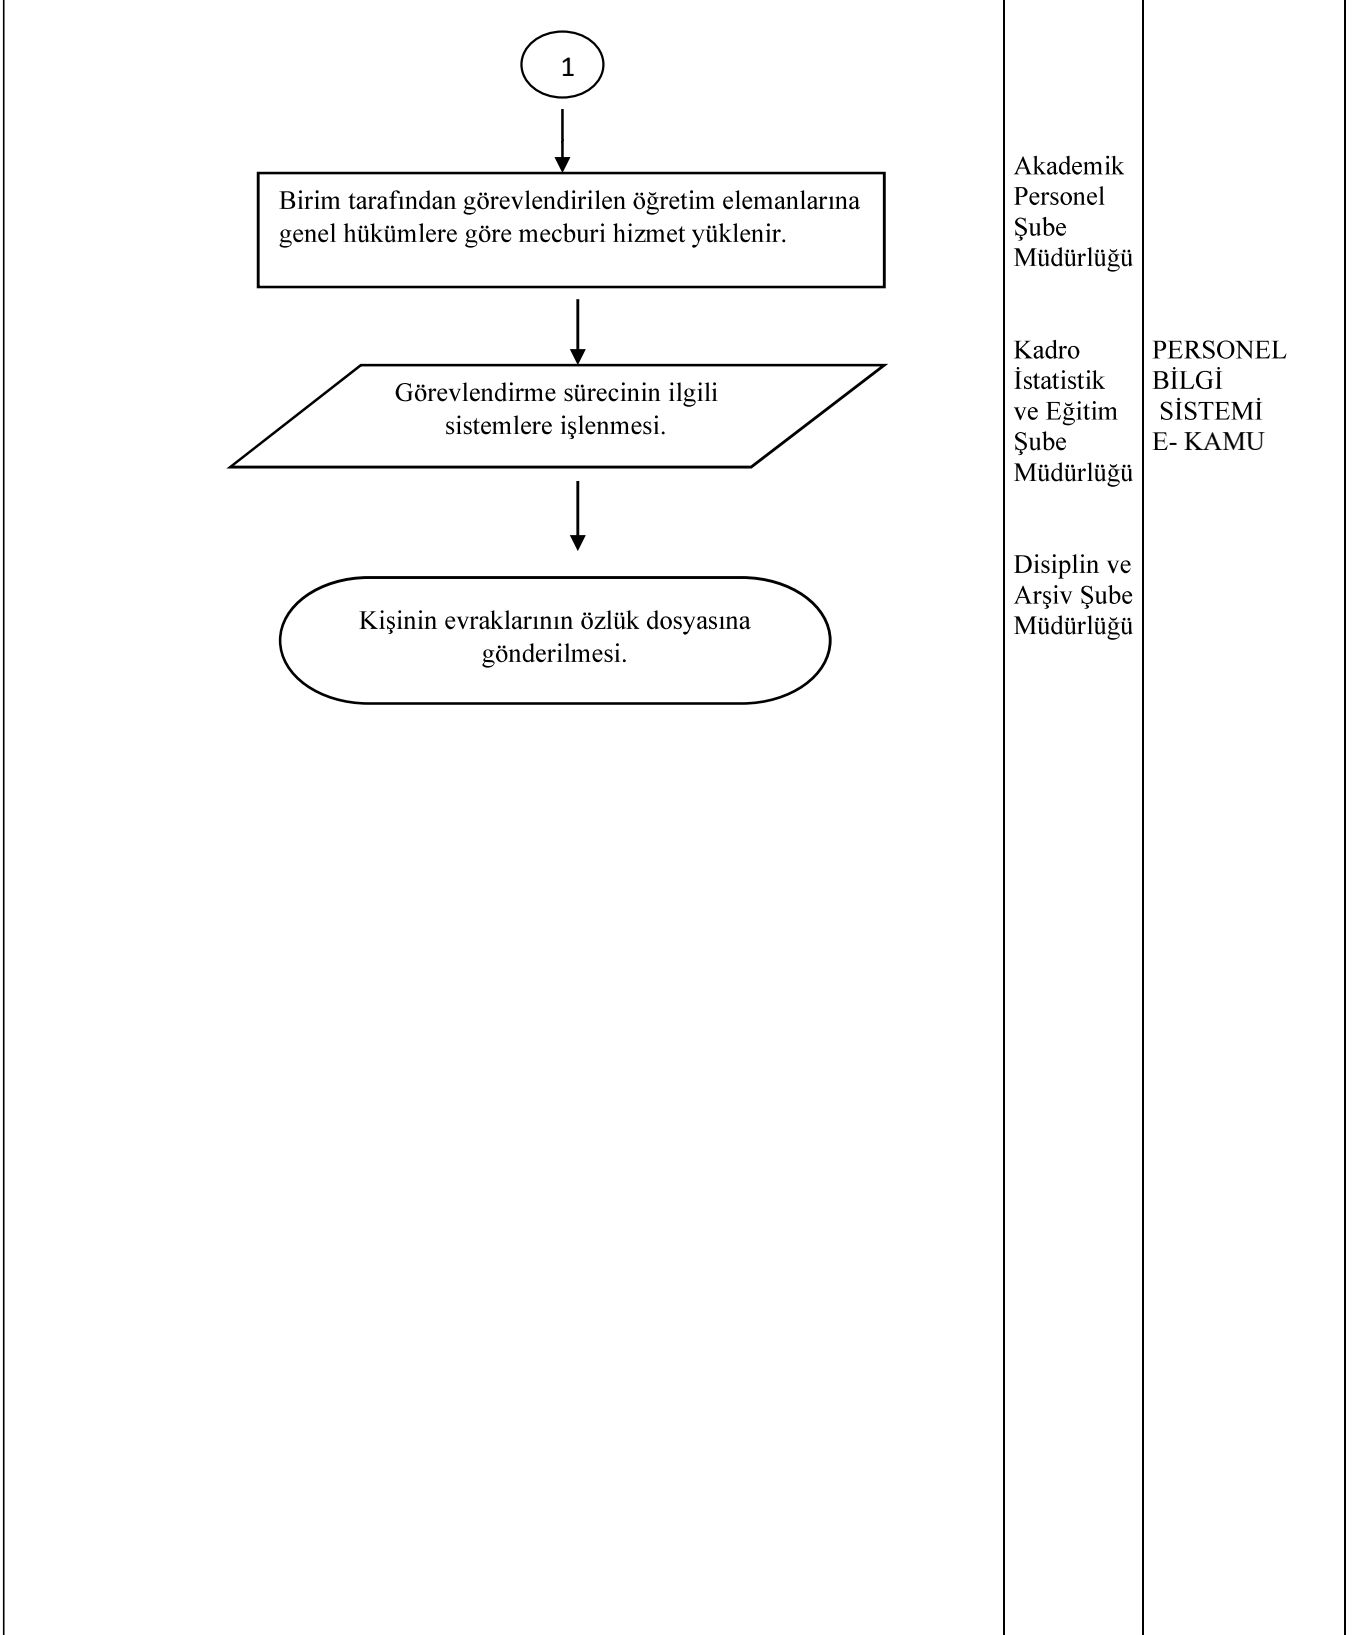 1
Birim tarafından görevlendirilen öğretim elemanlarına
genel hükümlere göre mecburi hizmet yüklenir.
Akademik
Personel
Şube
Müdürlüğü
Görevlendirme sürecinin ilgili
sistemlere işlenmesi.
Kadro
İstatistik
ve Eğitim
Şube
Müdürlüğü
PERSONEL
BİLGİ
SİSTEMİ
E- KAMU
Kişinin evraklarının özlük dosyasına
gönderilmesi.
Disiplin ve
Arşiv Şube
Müdürlüğü